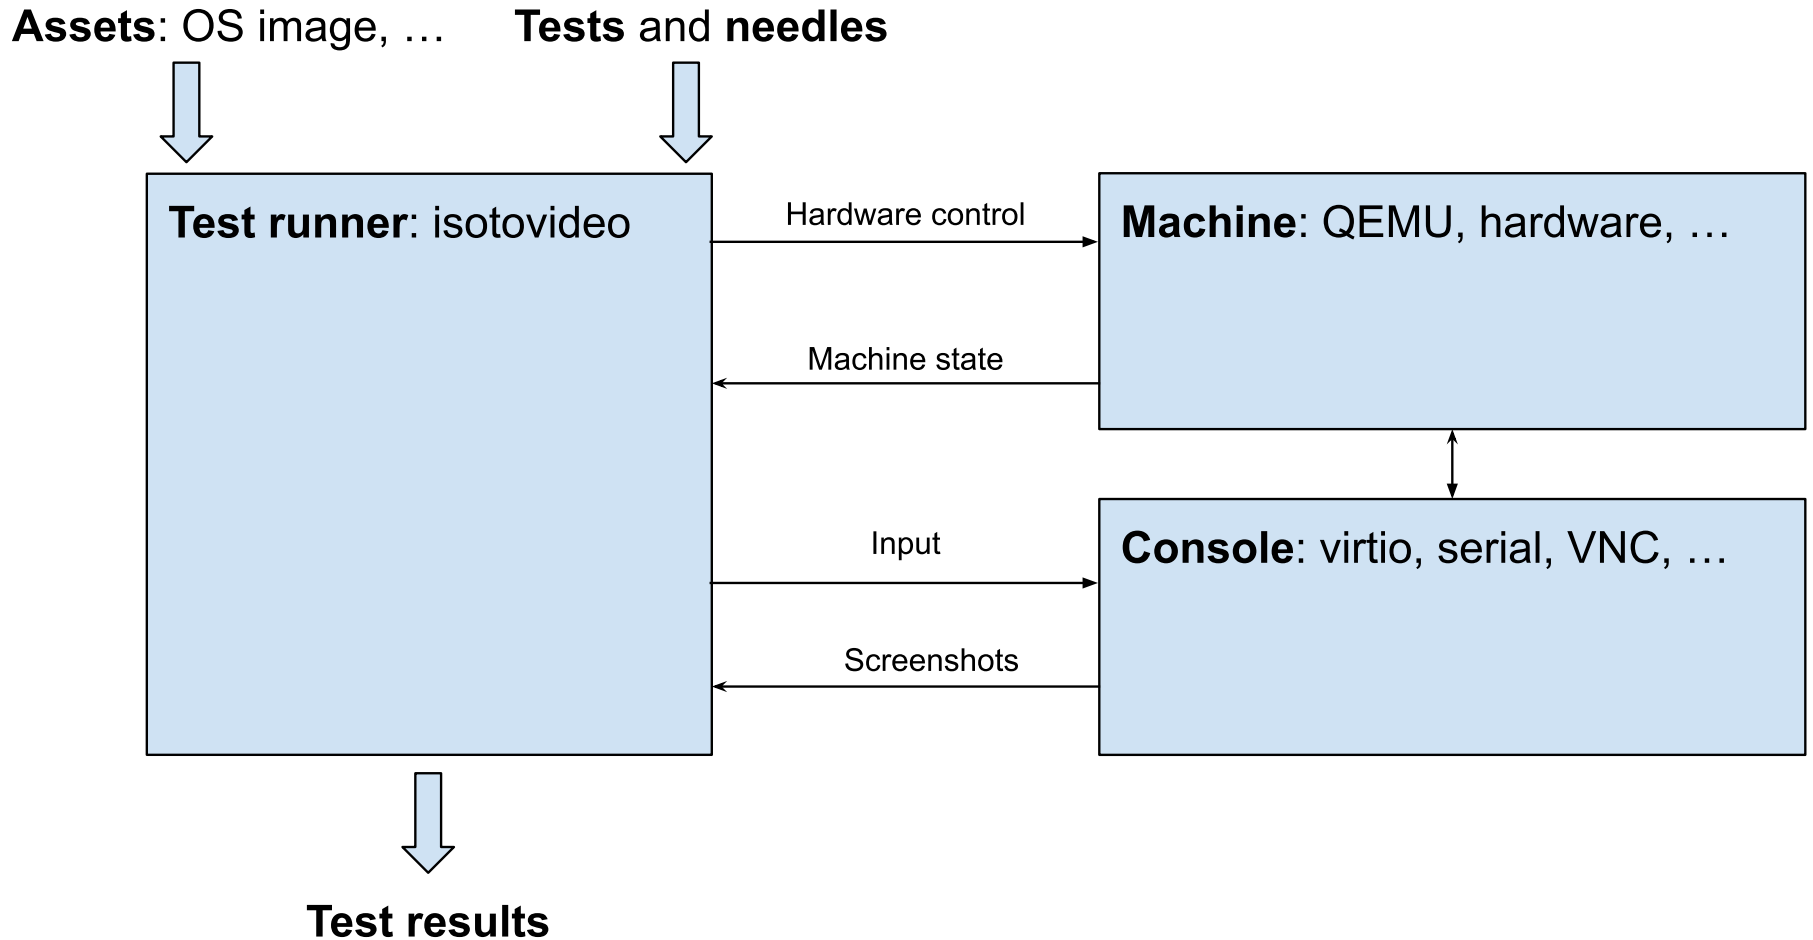 Assets: OS image, …
Tests and needles
Test runner: isotovideo
Hardware control
Machine: QEMU, hardware, …
Machine state
Input
Console: virtio, serial, VNC, …
Screenshots
Test results